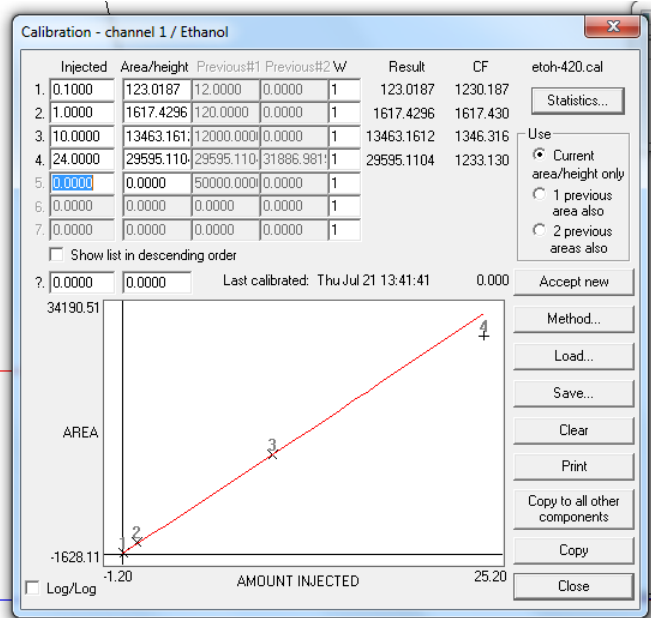 Calibration - channel 1 / Ethanol
Injected Area/height Previous#1 Previous#2 W Result CF etoh-420.cal
1. 0.1000 123.0187 12.0000 0.0000 1 123.0187 1230.187
Statistics...
2. 1.0000 1617.4296 120.0000 0.0000 1 1617.4296 1617.430
3. 10.0000 13463.1612 12000.000 0.0000 1 13463.1612 1346.316
Use
4. 24.0000 29595.110 29595.110 31886.981 1 29595.1104 1233.130
Current
area/height only
5. 0.0000 0.0000 50000.000 0.0000 1
1 previous
area also
6. 0.0000 0.0000 0.0000 0.0000 1
2 previous
areas also
7. 0.0000 0.0000 0.0000 0.0000 1
Show list in descending order
?. 0.0000 0.0000 Last calibrated: Thu Jul 21 13:41:41 0.000
Accept new
34190.51
4
Method...
Load...
Save...
AREA
Clear
3
Print
Copy to all other
components
1 2
-1628.11
Copy
-1.20 AMOUNT INJECTED 25.20
Log/Log
Close